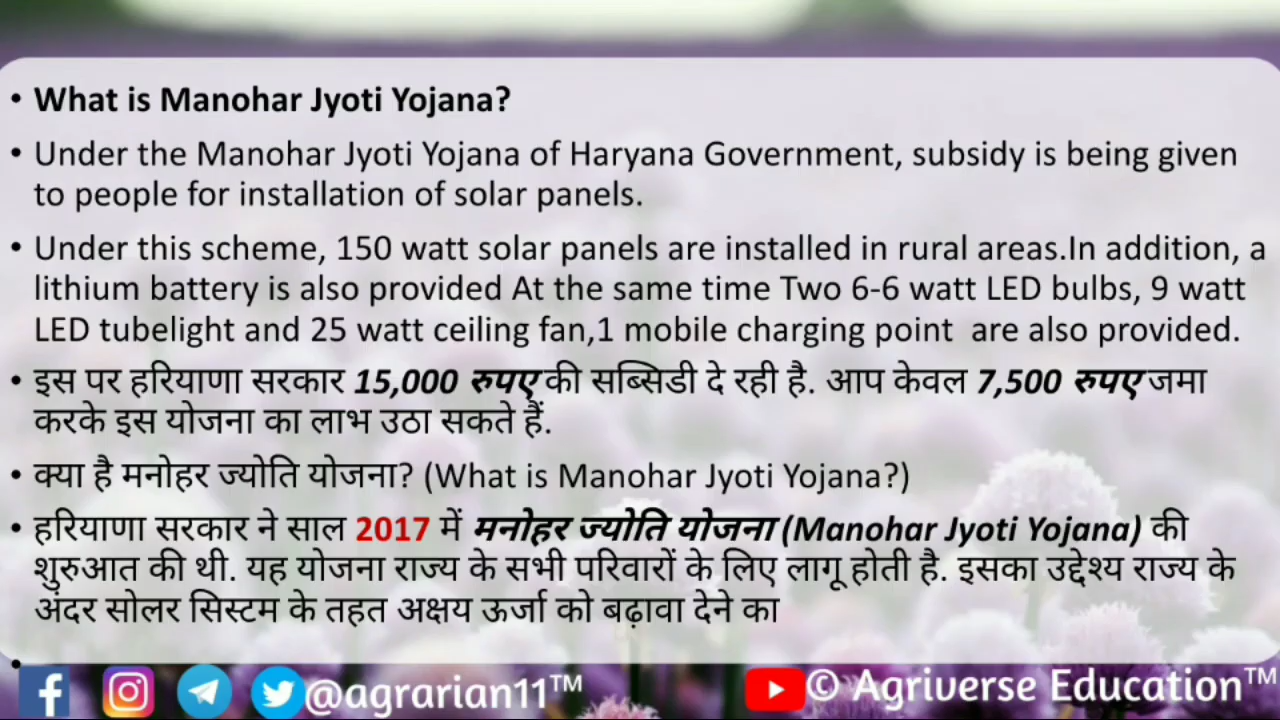 • What is Manohar Jyoti Yojana?
• Under the Manohar Jyoti Yojana of Haryana Government, subsidy is being given
to people for installation of solar panels.
• Under this scheme, 150 watt solar panels are installed in rural areas.In addition, a
lithium battery is also provided At the same time Two 6-6 watt LED bulbs, 9 watt
LED tubelight and 25 watt ceiling fan,1 mobile charging point  are also provided.
• इस पर हरियाणा सरकार 15,000 रुपए की सब्सिडी दे रही है. आप केवल 7,500 रुपए जमा
करके इस योजना का लाभ उठा सकते हैं.
• क्या है मनोहर ज्योति योजना? (What is Manohar Jyoti Yojana?)
• हरियाणा सरकार ने साल 2017 में मनोहर ज्योति योजना (Manohar Jyoti Yojana) की
शुरुआत की थी. यह योजना राज्य के सभी परिवारों के लिए लागू होती है. इसका उद्देश्य राज्य के
अंदर सोलर सिस्टम के तहत अक्षय ऊर्जा को बढ़ावा देने का
•
@agrarian11™ © Agriverse Education™